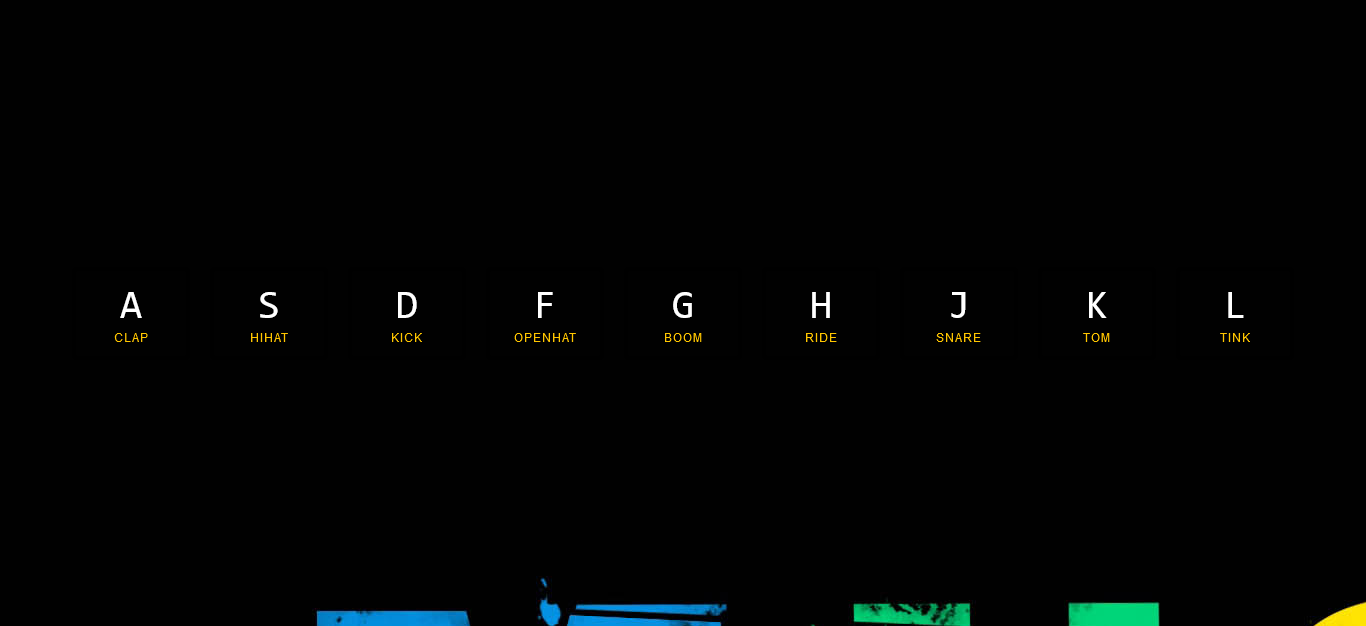 A S D F G H J K L
CLAP HIHAT KICK OPENHAT BOOM RIDE SNARE TOM TINK